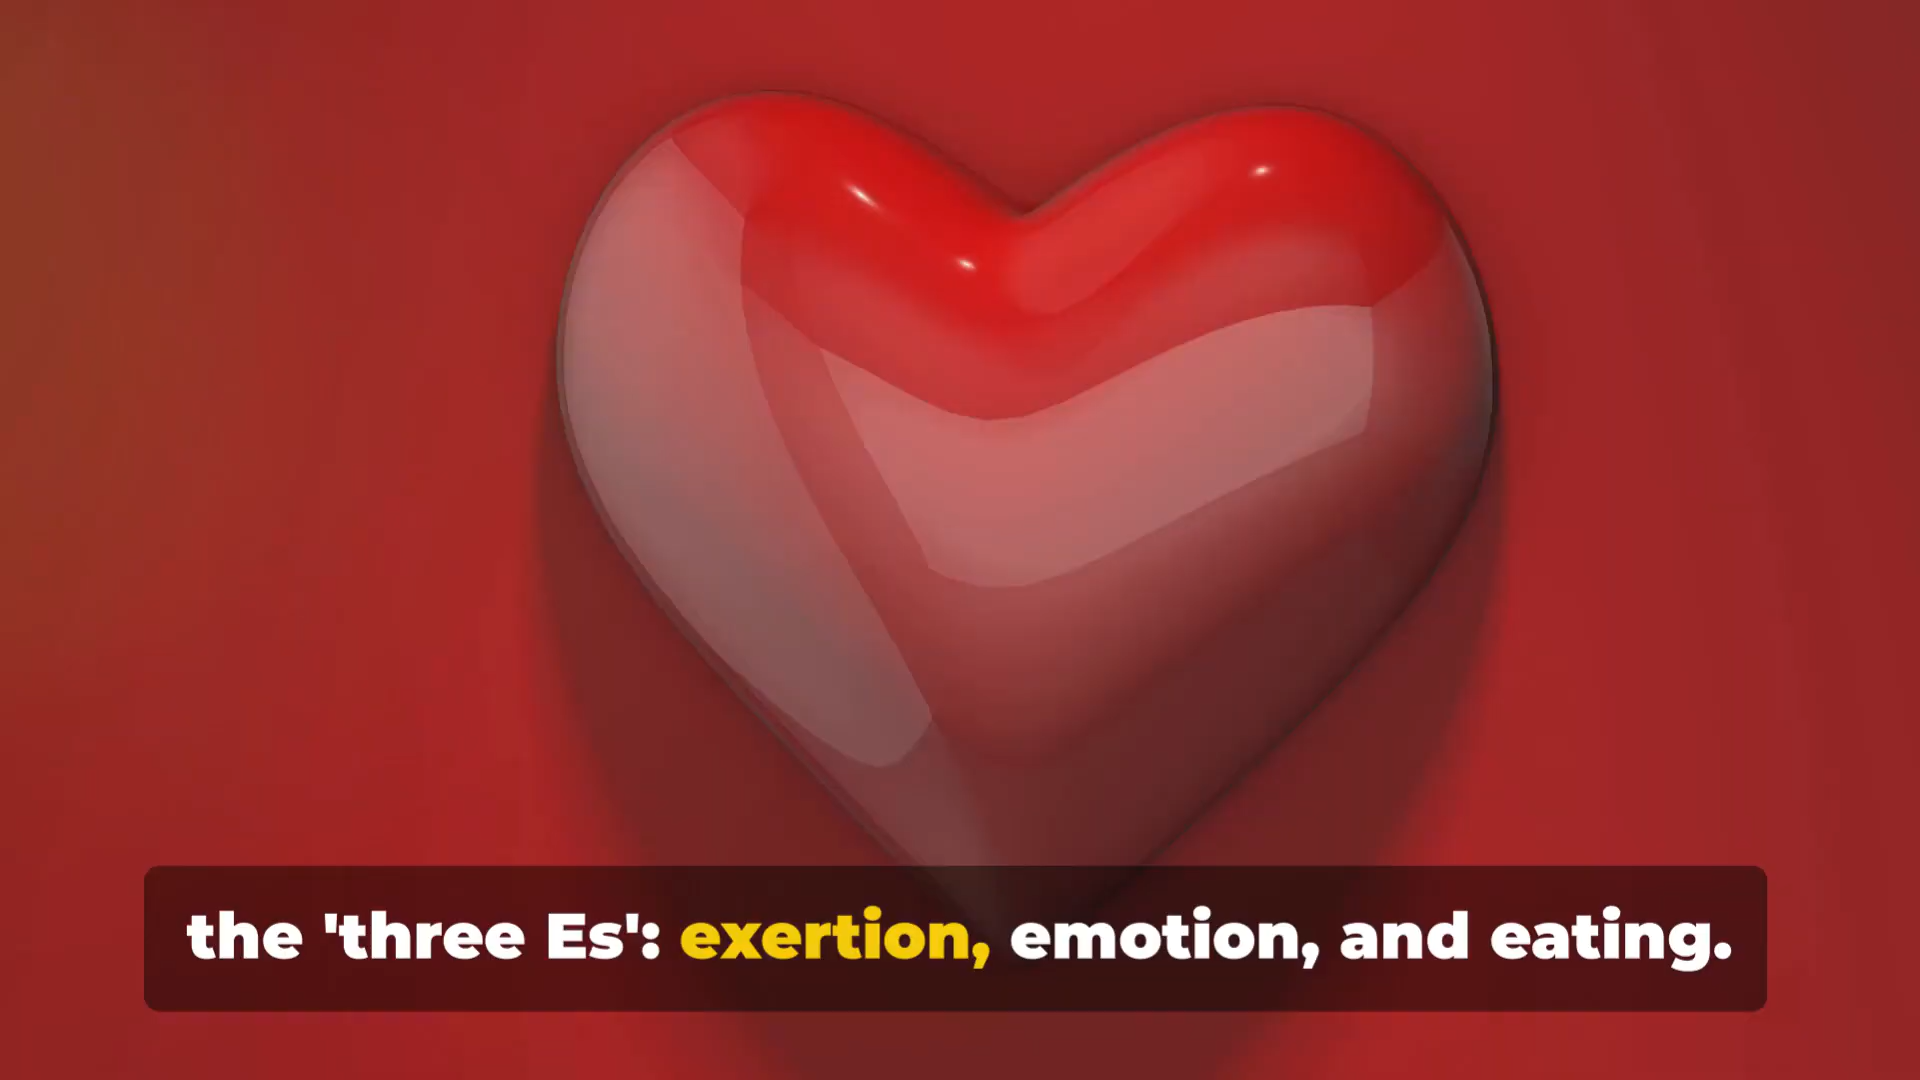 the 'three Es': exertion, emotion, and eating.